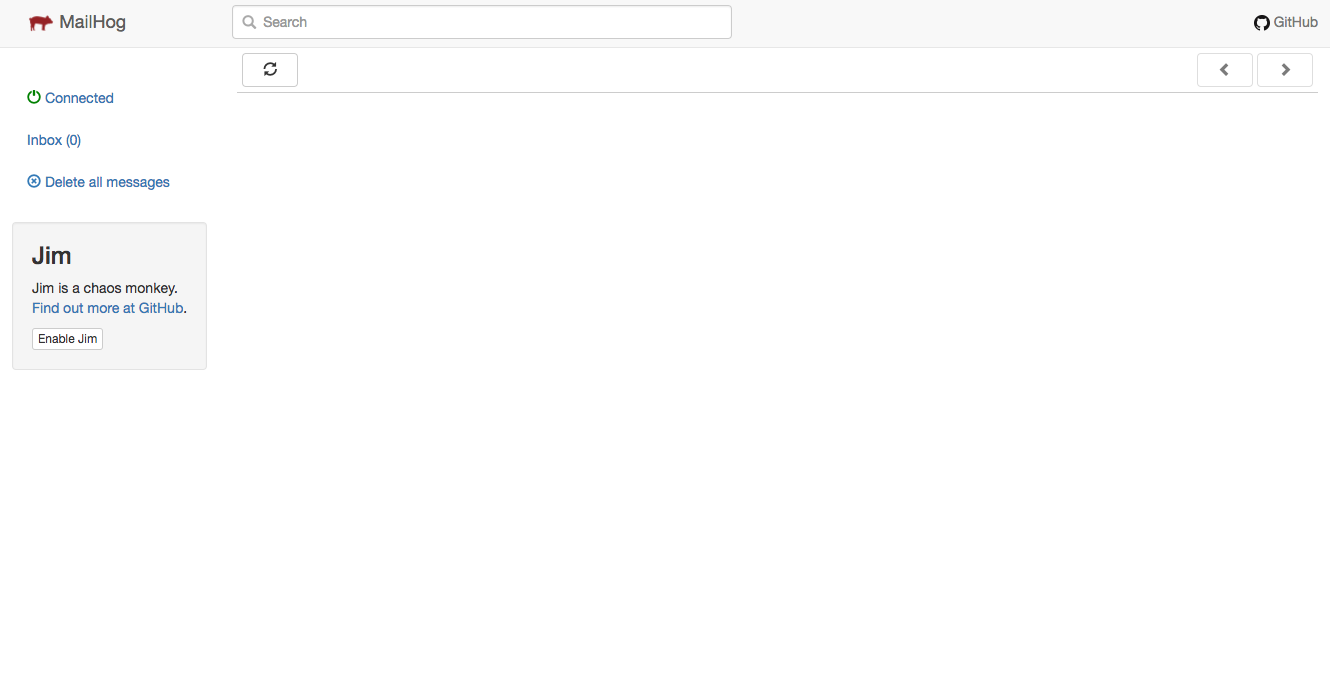 MailHog
Search
GitHub
Connected
Inbox (0)
Delete all messages
Jim
Jim is a chaos monkey.
Find out more at GitHub.
Enable Jim